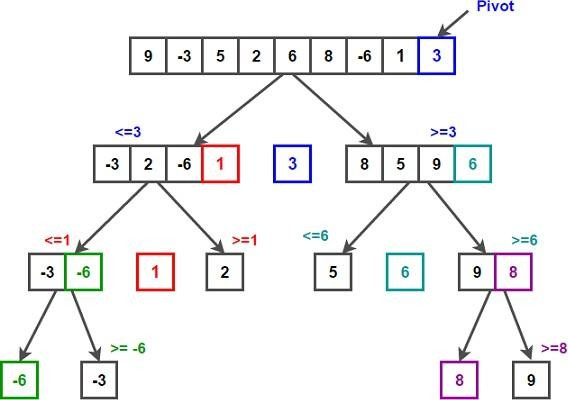 Pivot
9 -3 5 2 6 8 -6 1 3
<=3 >=3
-3 2 -6 1 3 8 5 9 6
<=1 >=1 <=6 >=6
-3 -6 1 2 5 6 9 8
>= -6 >=8
-6 -3 8 9